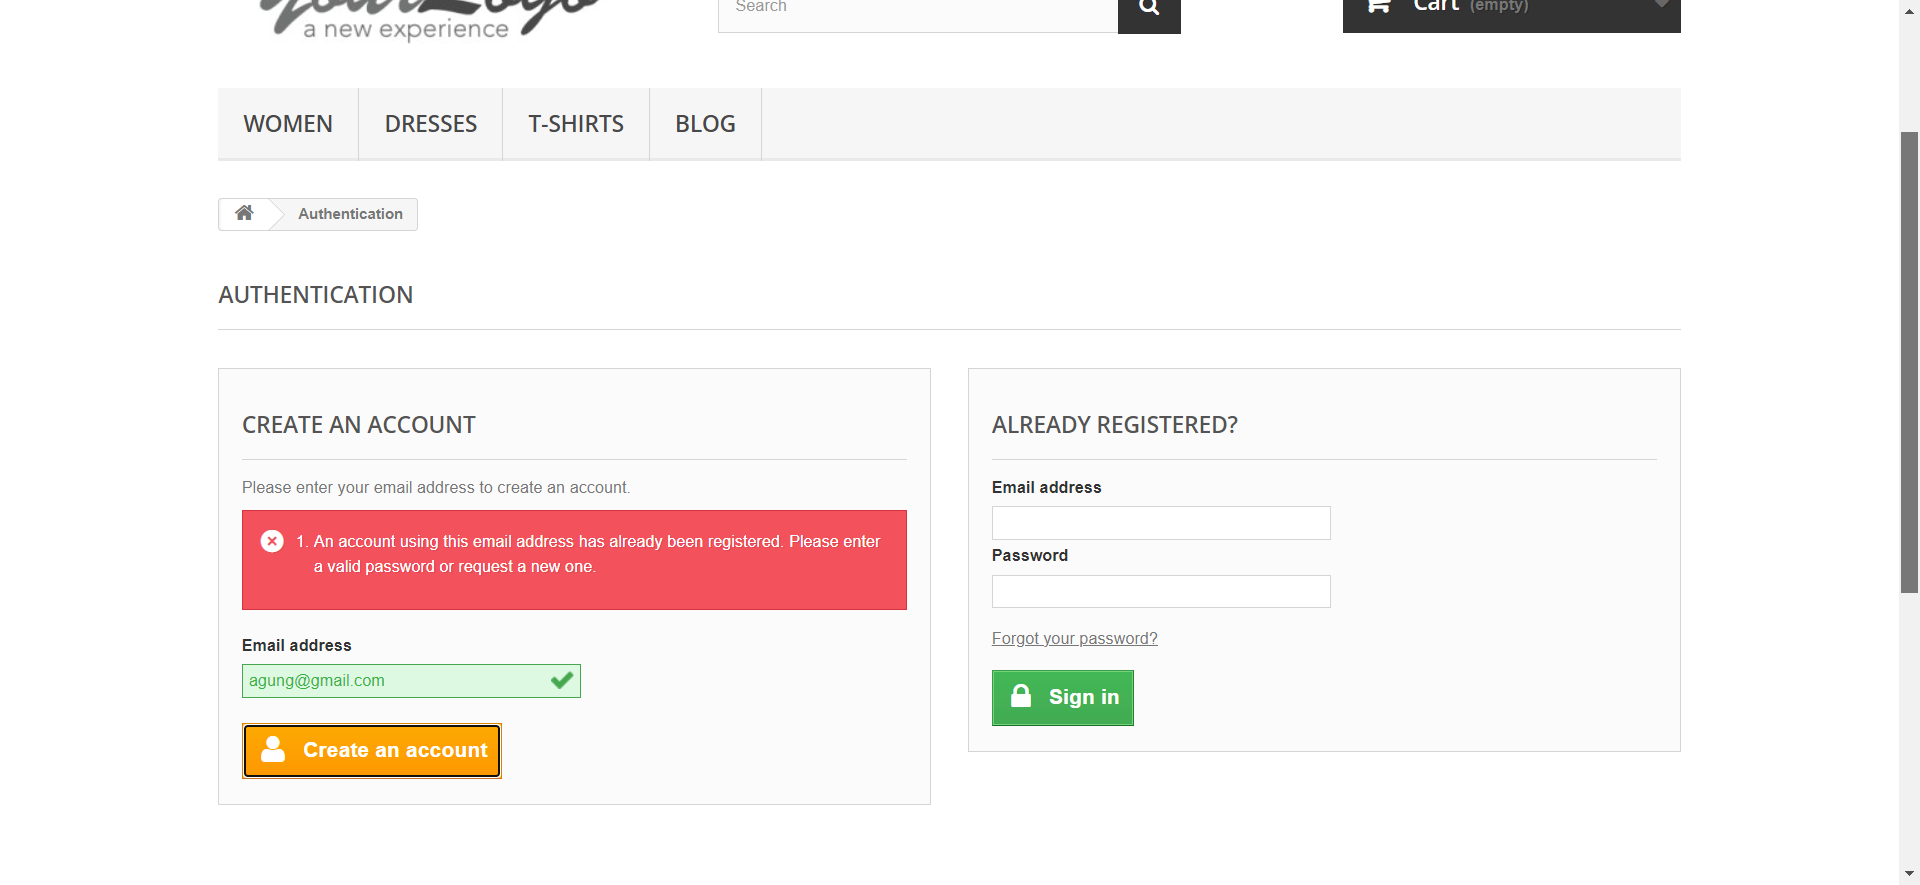 yourLogo
a new experience
Search
Cart (empty)
WOMEN DRESSES T-SHIRTS BLOG
Authentication
AUTHENTICATION
CREATE AN ACCOUNT
Please enter your email address to create an account.
1. An account using this email address has already been registered. Please enter
a valid password or request a new one.
Email address
agung@gmail.com
Create an account
ALREADY REGISTERED?
Email address
Password
Forgot your password?
Sign in